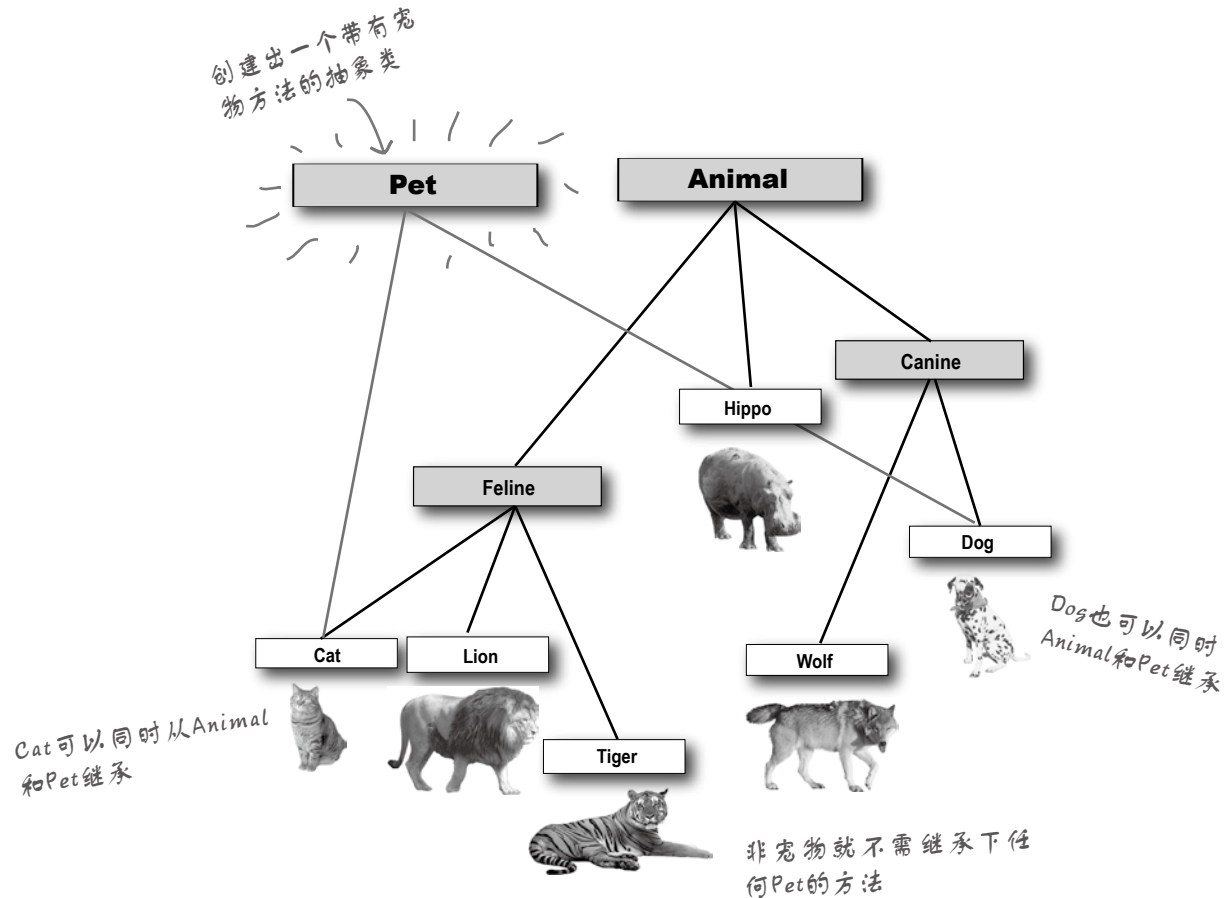 创建出一个带有宠
物方法的抽象类
Pet
Animal
Canine
Hippo
Feline
Dog
Dog也可以同时
Animal和Pet继承
Cat
Lion
Wolf
Cat可以同时从Animal
和Pet继承
Tiger
非宠物就不需继承下任
何Pet的方法